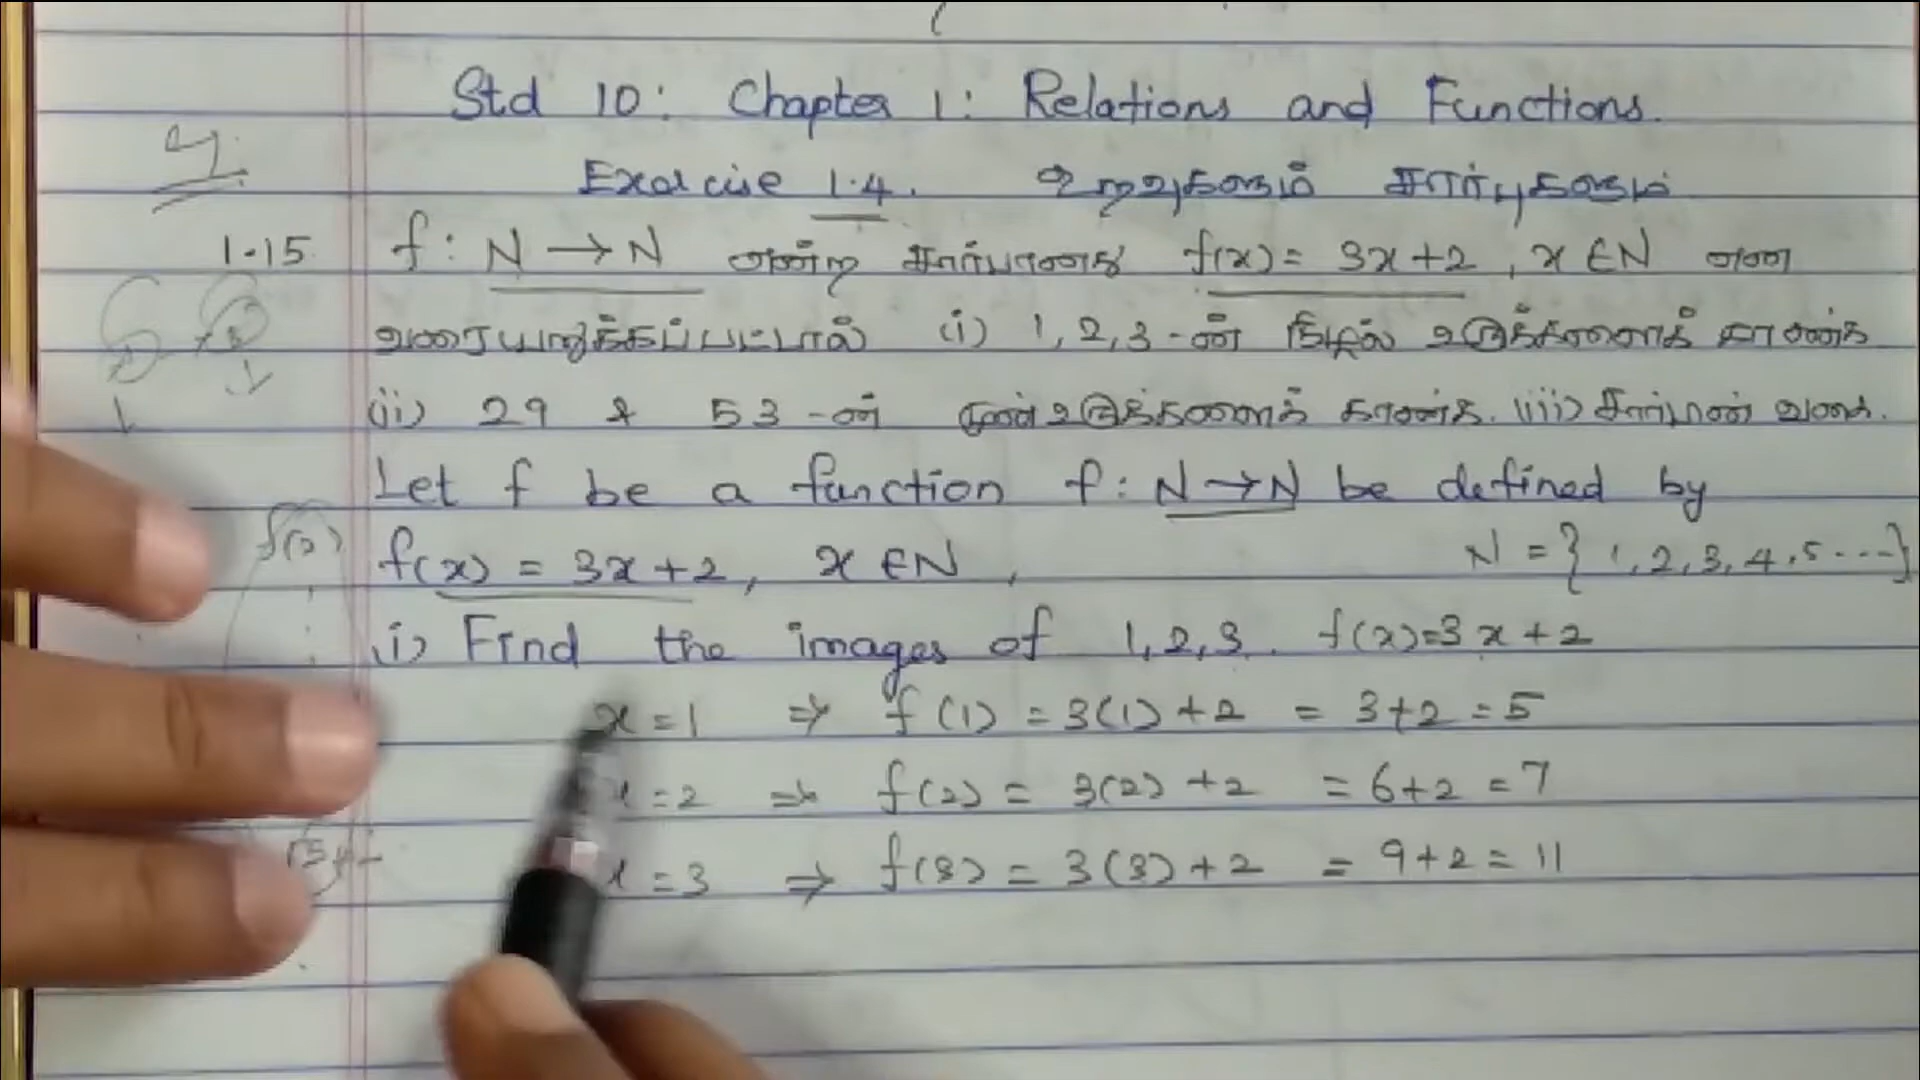 Std 10: Chapter 1: Relations and Functions.
4.
Exercise 1.4. உறவுகளும் சார்புகளும்
1.15 f: N → N என்ற சார்பானது f(x) = 3x+2, x ∈ N என
வரையறுக்கப்பட்டால் (i) 1, 2, 3 -ன் நிழல் உருக்களைக் காண்க
(ii) 29 & 53 -ன் முன் உருக்களைக் காண்க. (iii) சார்பின் வகை.
Let f be a function f: N → N be defined by
f(x) = 3x+2, x ∈ N, N = { 1, 2, 3, 4, 5 ---}
i) Find the images of 1, 2, 3. f(x)=3x+2
x = 1 ⇒ f(1) = 3(1) + 2 = 3+2 = 5
x = 2 ⇒ f(2) = 3(2) + 2 = 6+2 = 7
x = 3 ⇒ f(3) = 3(3) + 2 = 9+2 = 11